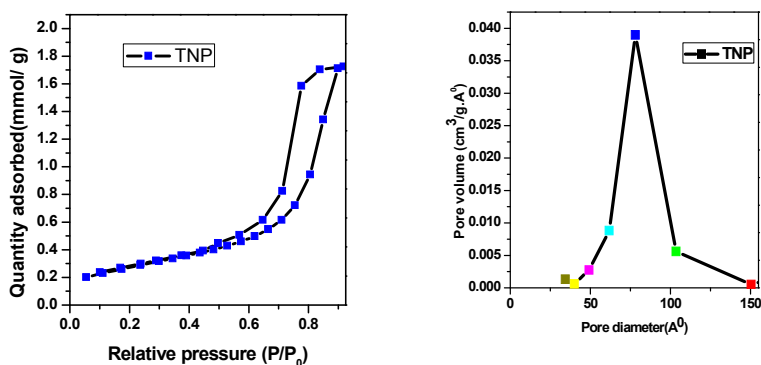 TNP
Quantity adsorbed(mmol/ g)
2.0
1.8
1.6
1.4
1.2
1.0
0.8
0.6
0.4
0.2
0.0
0.0 0.2 0.4 0.6 0.8
Relative pressure (P/P0)
TNP
Pore volume (cm3/g.A0)
0.040
0.035
0.030
0.025
0.020
0.015
0.010
0.005
0.000
0 50 100 150
Pore diameter(A0)